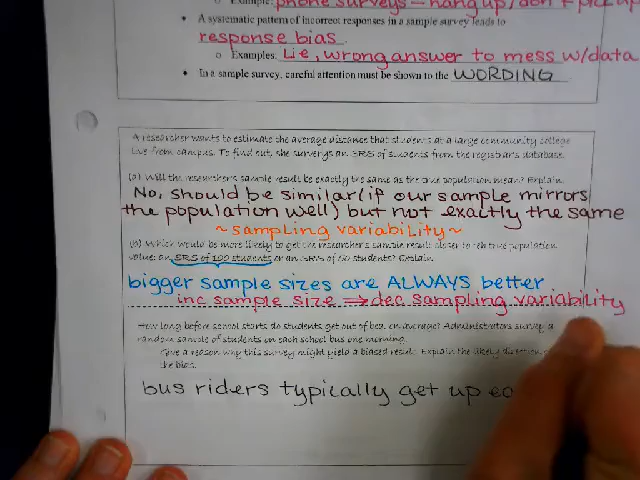 Example: phone surveys - hang up/don't pick up
• A systematic pattern of incorrect responses in a sample survey leads to
response bias.
o Examples: Lie, wrong answer to mess w/data
• In a sample survey, careful attention must be shown to the WORDING
A researcher wants to estimate the average distance that students at a large community college
live from campus. To find out, she surveys an SRS of students from the registrar's database.
(a) Will the researcher's sample result be exactly the same as the true population mean? Explain.
No, should be similar (if our sample mirrors
the population well) but not exactly the same
~sampling variability~
(b) Which would be more likely to get the researcher's sample result closer to the true population
value: an SRS of 100 students or an SRS of 50 students? Explain.
bigger sample sizes are ALWAYS better
inc sample size ⇒ dec sampling variability
How long before school starts do students get out of bed, on average? Administrators survey a
random sample of students on each school bus one morning.
Give a reason why this survey might yield a biased result. Explain the likely direction
the bias.
bus riders typically get up ea